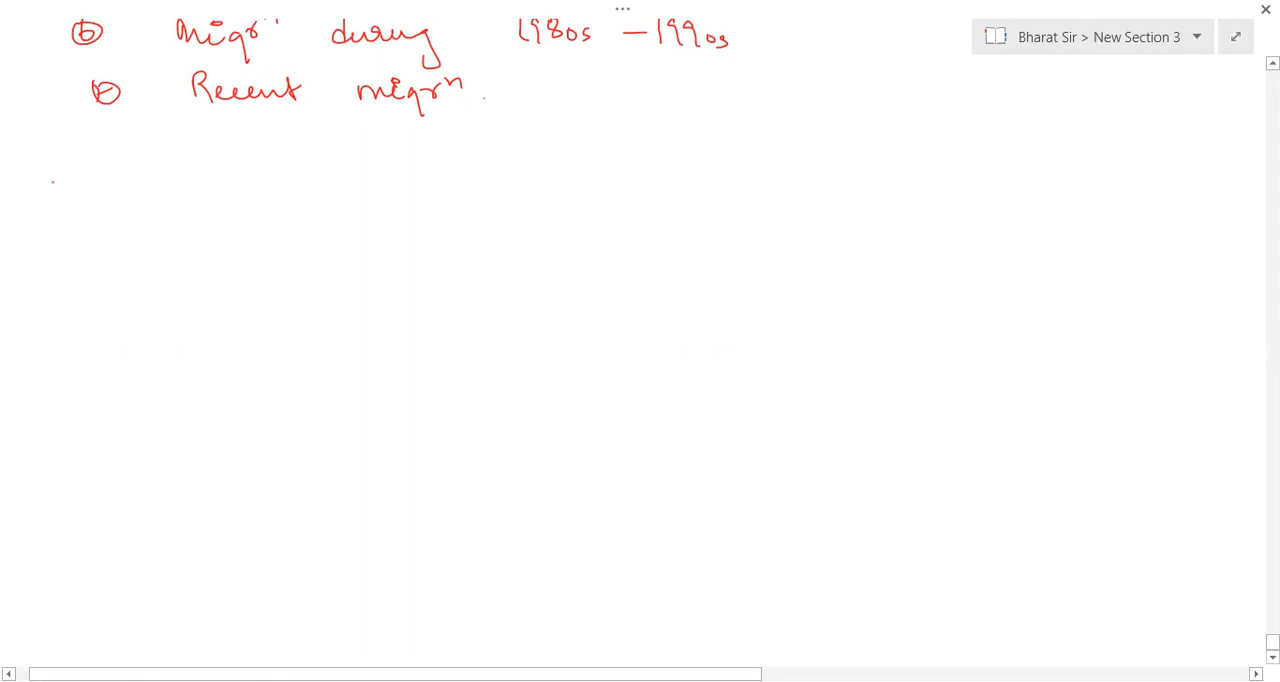 ⓑ Migrⁿ during 1980s – 1990s
Bharat Sir > New Section 3
ⓒ Recent migrⁿ